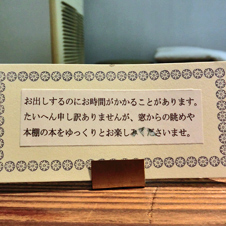 お出しするのにお時間がかかることがあります。
たいへん申し訳ありませんが、窓からの眺めや
本棚の本をゆっくりとお楽しみくださいませ。